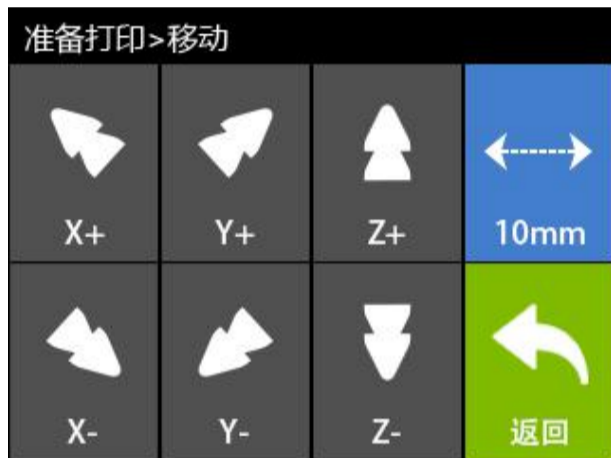 准备打印>移动
X+ Y+ Z+ 10mm
X- Y- Z- 返回